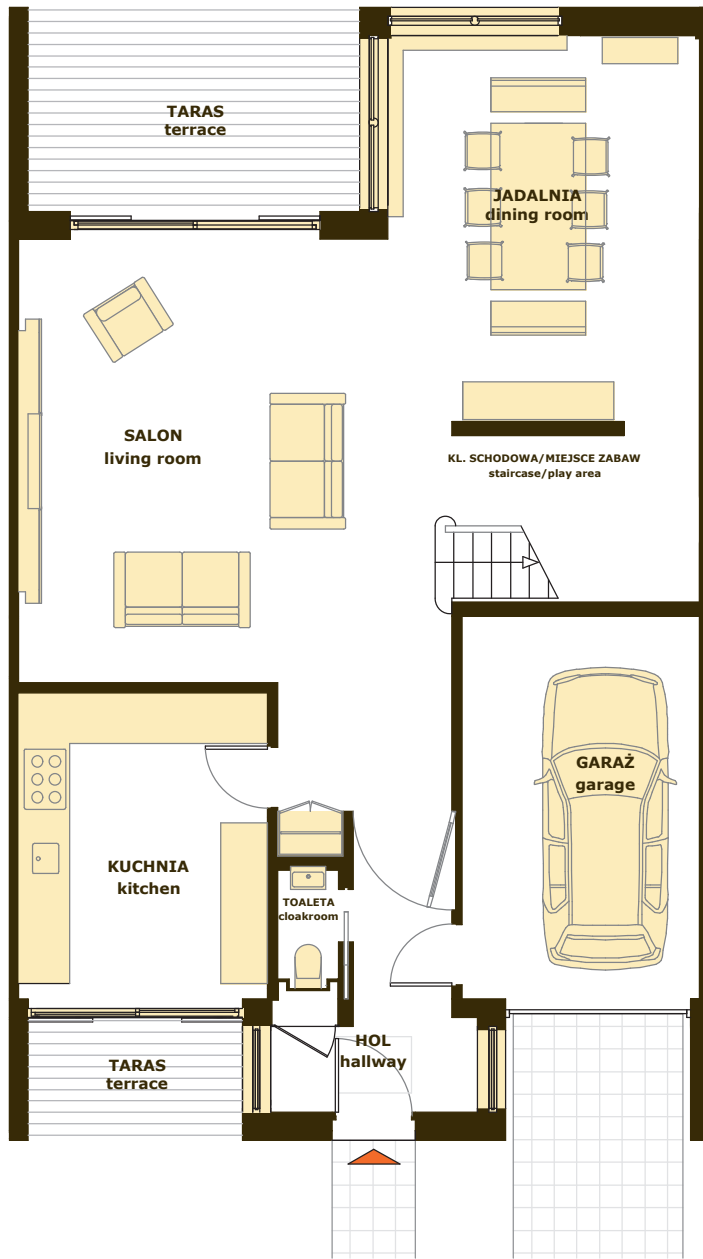 TARAS
terrace
JADALNIA
dining room
SALON
living room
KL. SCHODOWA/MIEJSCE ZABAW
staircase/play area
GARAŻ
garage
KUCHNIA
kitchen
TOALETA
cloakroom
HOL
hallway
TARAS
terrace